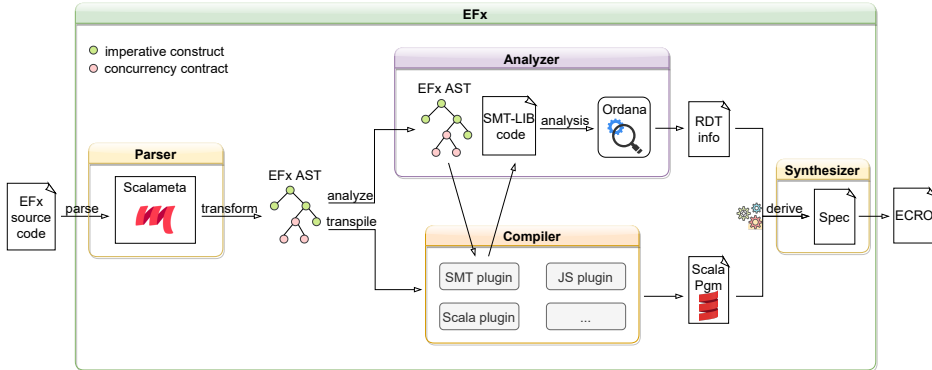 EFx
imperative construct
concurrency contract
Analyzer
EFx AST
SMT-LIB
code
analysis
Ordana
RDT
info
Parser
Scalameta
EFx
source
code
parse
transform
EFx AST
analyze
transpile
Synthesizer
Spec
derive
ECRO
Compiler
SMT plugin
JS plugin
Scala plugin
...
Scala
Pgm